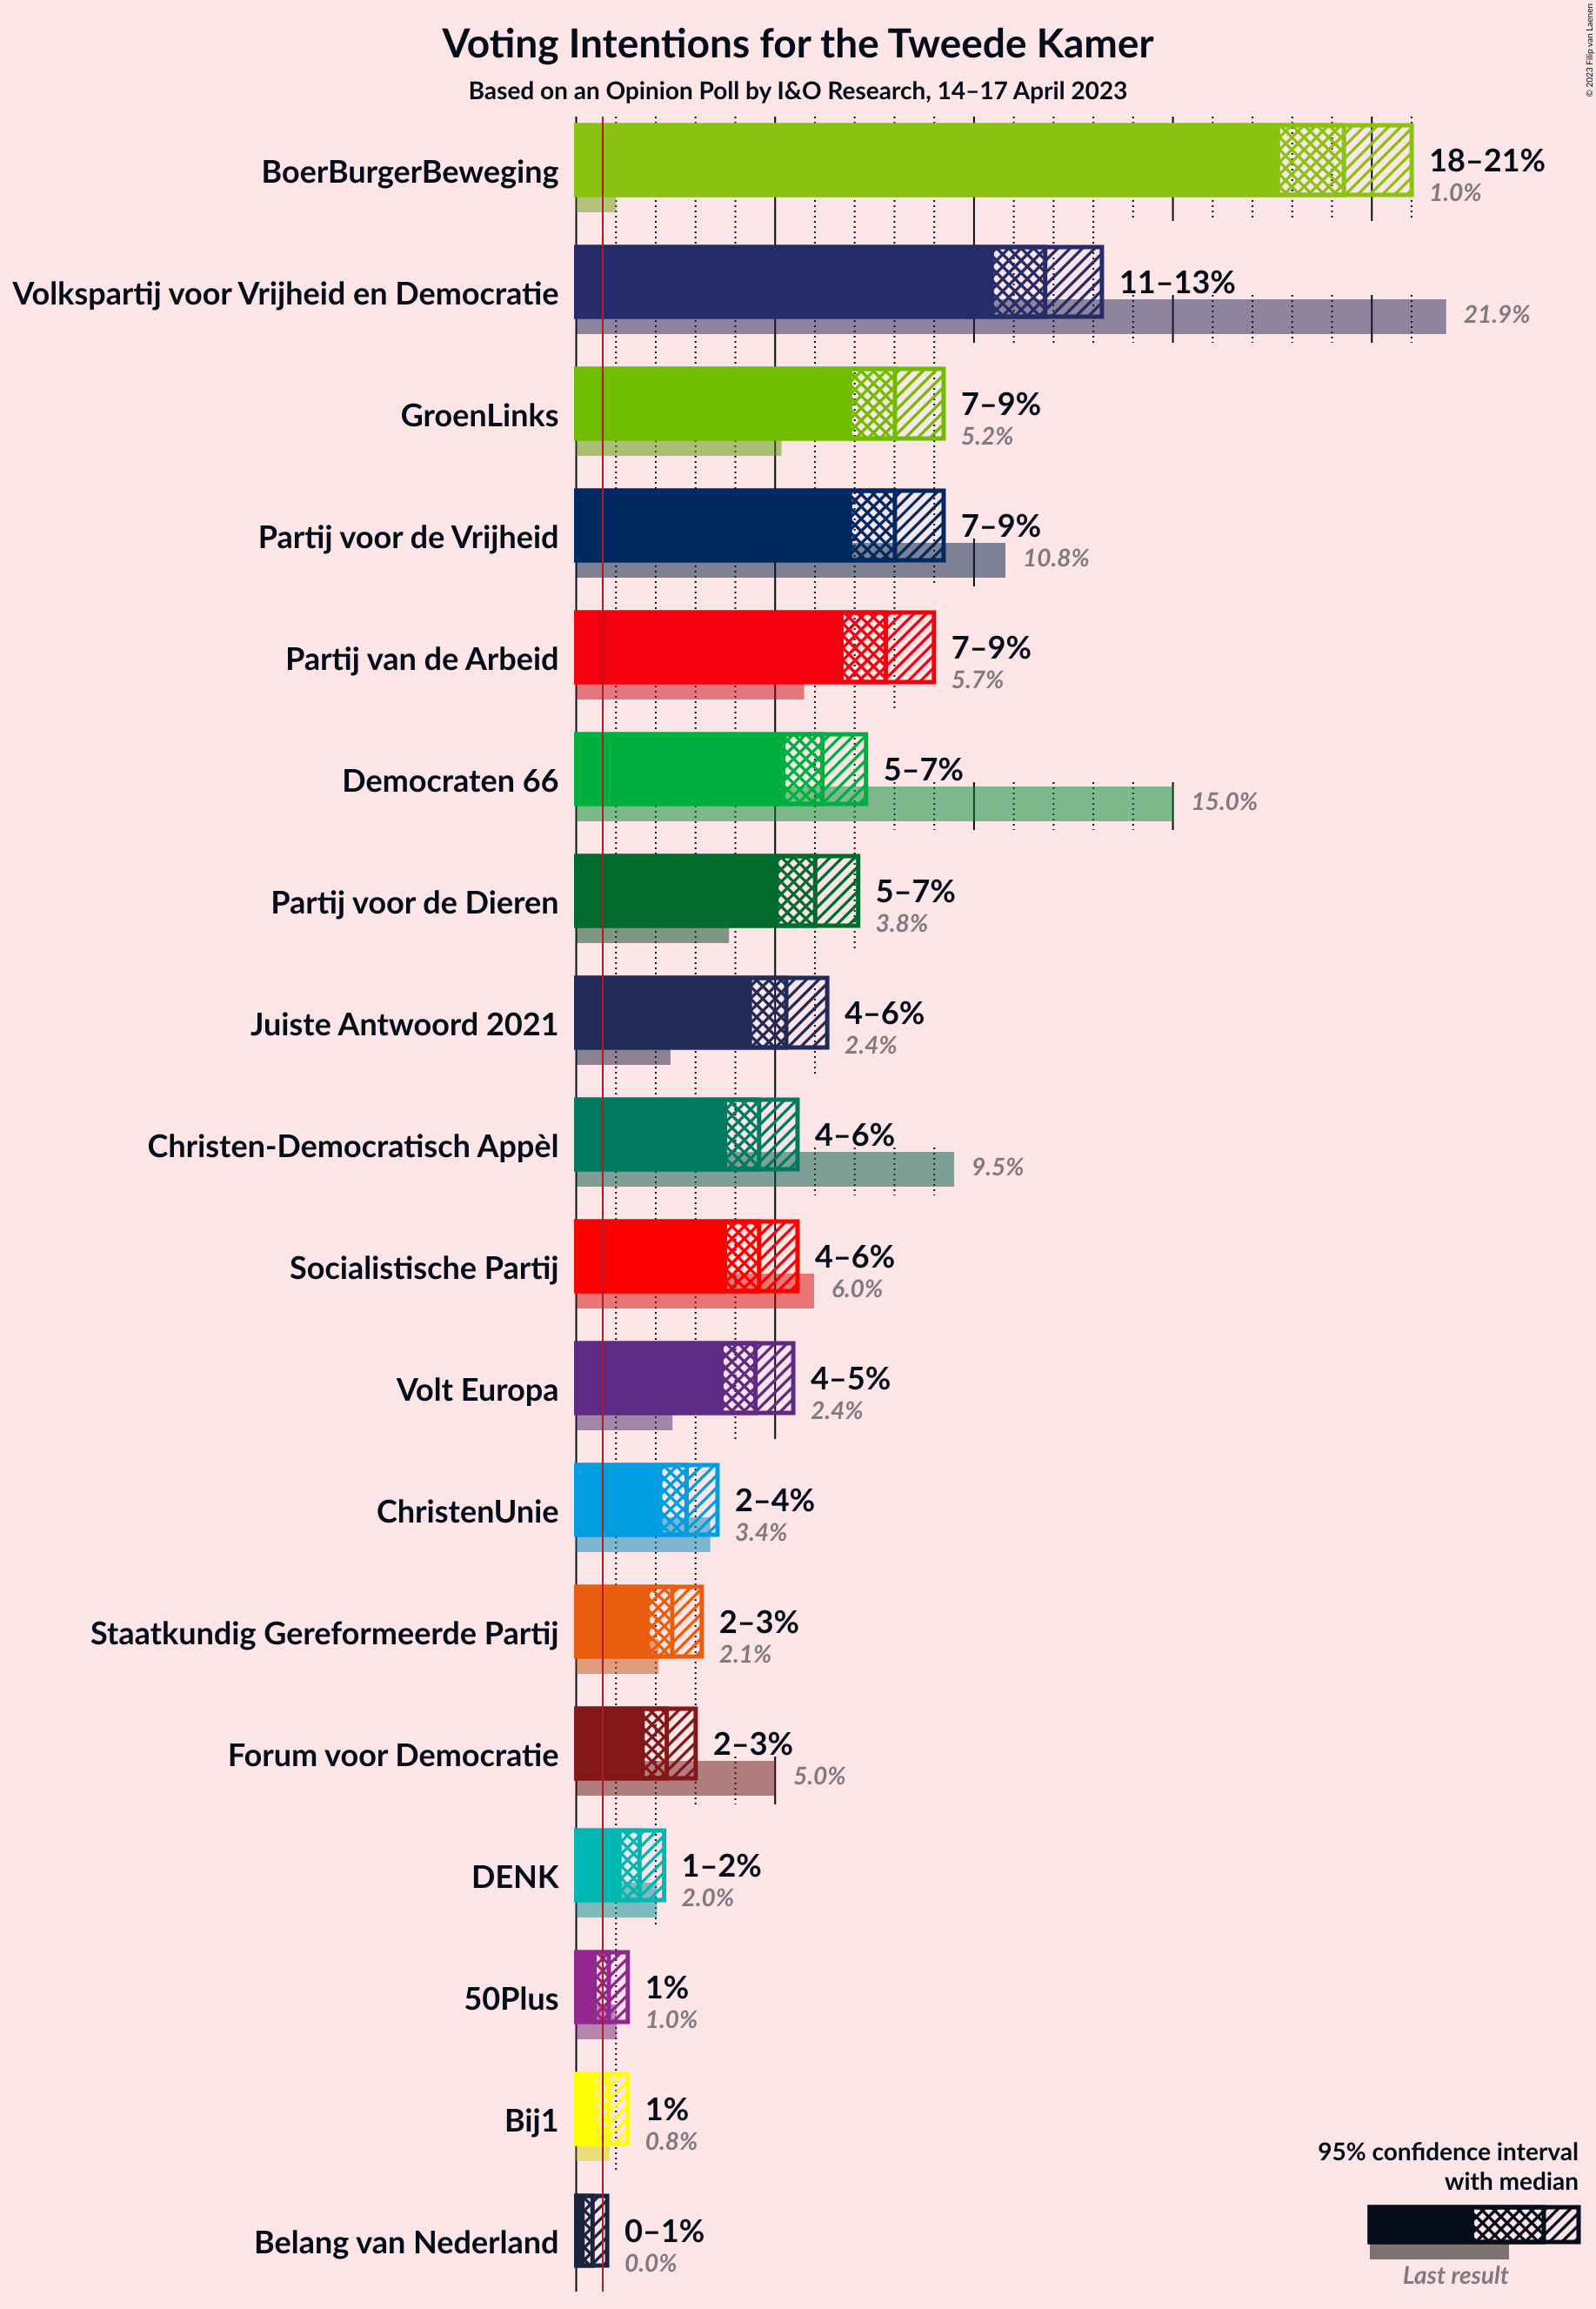 © 2023 Filip van Laenen
Voting Intentions for the Tweede Kamer
Based on an Opinion Poll by I&O Research, 14–17 April 2023
BoerBurgerBeweging
18–21%
1.0%
Volkspartij voor Vrijheid en Democratie
11–13%
21.9%
GroenLinks
7–9%
5.2%
Partij voor de Vrijheid
7–9%
10.8%
Partij van de Arbeid
7–9%
5.7%
Democraten 66
5–7%
15.0%
Partij voor de Dieren
5–7%
3.8%
Juiste Antwoord 2021
4–6%
2.4%
Christen-Democratisch Appèl
4–6%
9.5%
Socialistische Partij
4–6%
6.0%
Volt Europa
4–5%
2.4%
ChristenUnie
2–4%
3.4%
Staatkundig Gereformeerde Partij
2–3%
2.1%
Forum voor Democratie
2–3%
5.0%
DENK
1–2%
2.0%
50Plus
1%
1.0%
Bij1
1%
0.8%
Belang van Nederland
0–1%
0.0%
95% confidence interval
with median
Last result